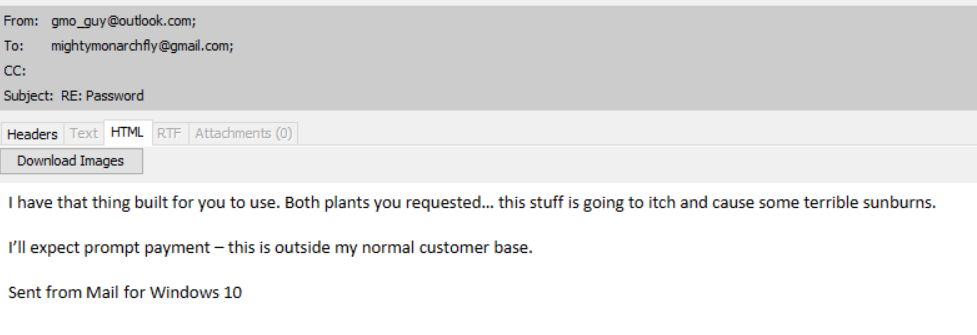 From: gmo_guy@outlook.com;
To: mightymonarchfly@gmail.com;
CC:
Subject: RE: Password
Headers Text HTML RTF Attachments (0)
Download Images
I have that thing built for you to use. Both plants you requested... this stuff is going to itch and cause some terrible sunburns.
I'll expect prompt payment – this is outside my normal customer base.
Sent from Mail for Windows 10